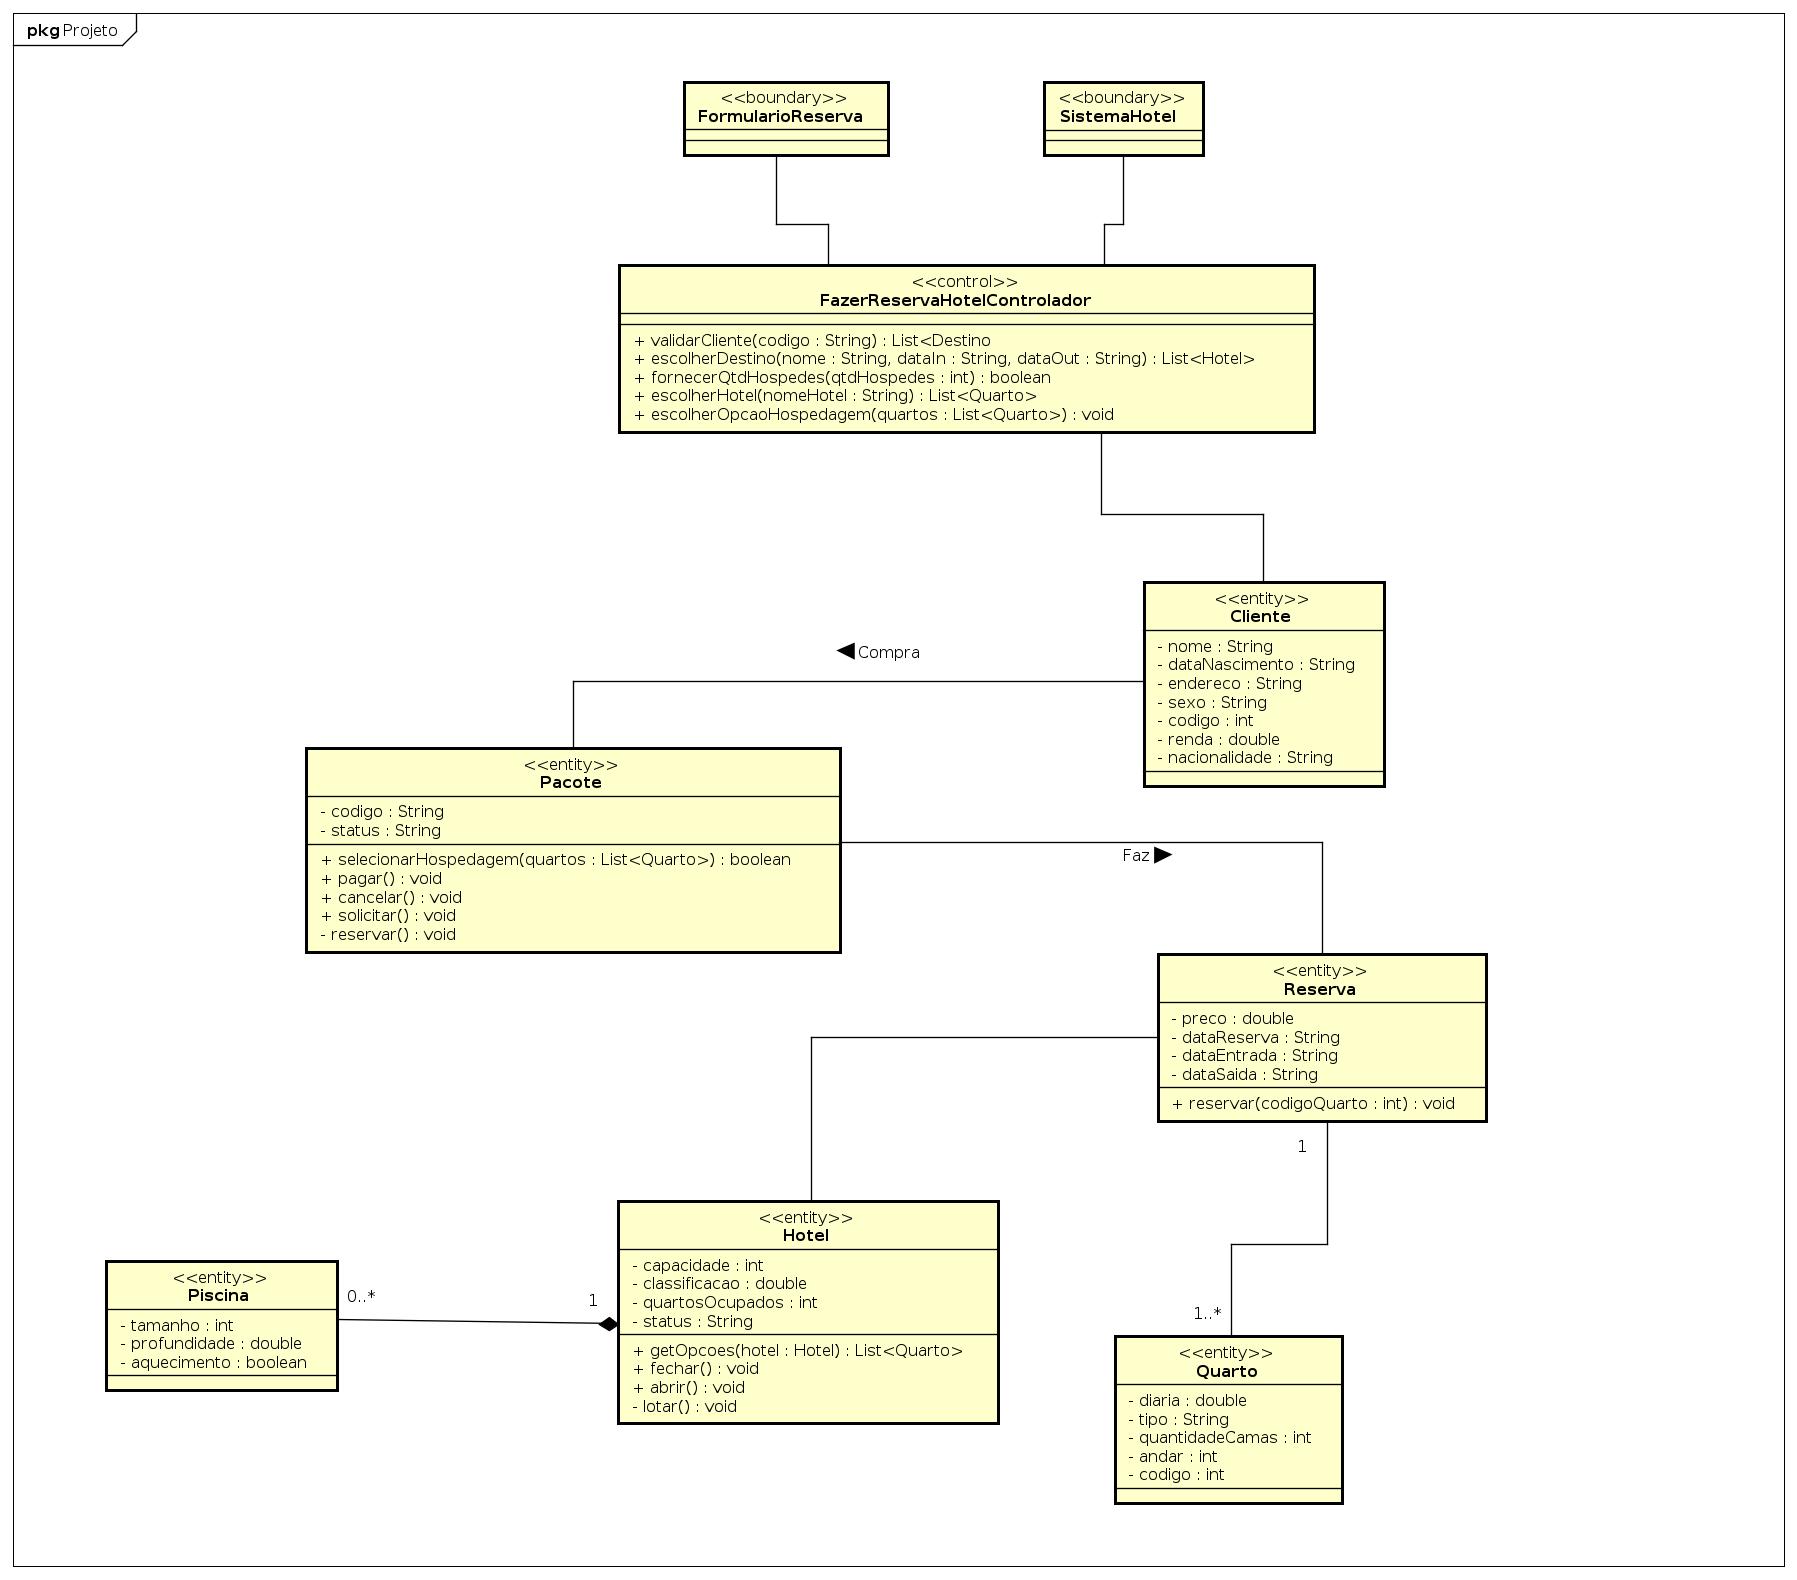 pkg Projeto
<<boundary>>
FormularioReserva
<<boundary>>
SistemaHotel
<<control>>
FazerReservaHotelControlador
+ validarCliente(codigo : String) : List<Destino
+ escolherDestino(nome : String, dataIn : String, dataOut : String) : List<Hotel>
+ fornecerQtdHospedes(qtdHospedes : int) : boolean
+ escolherHotel(nomeHotel : String) : List<Quarto>
+ escolherOpcaoHospedagem(quartos : List<Quarto>) : void
<<entity>>
Cliente
- nome : String
- dataNascimento : String
- endereco : String
- sexo : String
- codigo : int
- renda : double
- nacionalidade : String
Compra
<<entity>>
Pacote
- codigo : String
- status : String
+ selecionarHospedagem(quartos : List<Quarto>) : boolean
+ pagar() : void
+ cancelar() : void
+ solicitar() : void
- reservar() : void
Faz
<<entity>>
Reserva
- preco : double
- dataReserva : String
- dataEntrada : String
- dataSaida : String
+ reservar(codigoQuarto : int) : void
1
1..*
<<entity>>
Hotel
- capacidade : int
- classificacao : double
- quartosOcupados : int
- status : String
+ getOpcoes(hotel : Hotel) : List<Quarto>
+ fechar() : void
+ abrir() : void
- lotar() : void
<<entity>>
Piscina
- tamanho : int
- profundidade : double
- aquecimento : boolean
0..*
1
<<entity>>
Quarto
- diaria : double
- tipo : String
- quantidadeCamas : int
- andar : int
- codigo : int